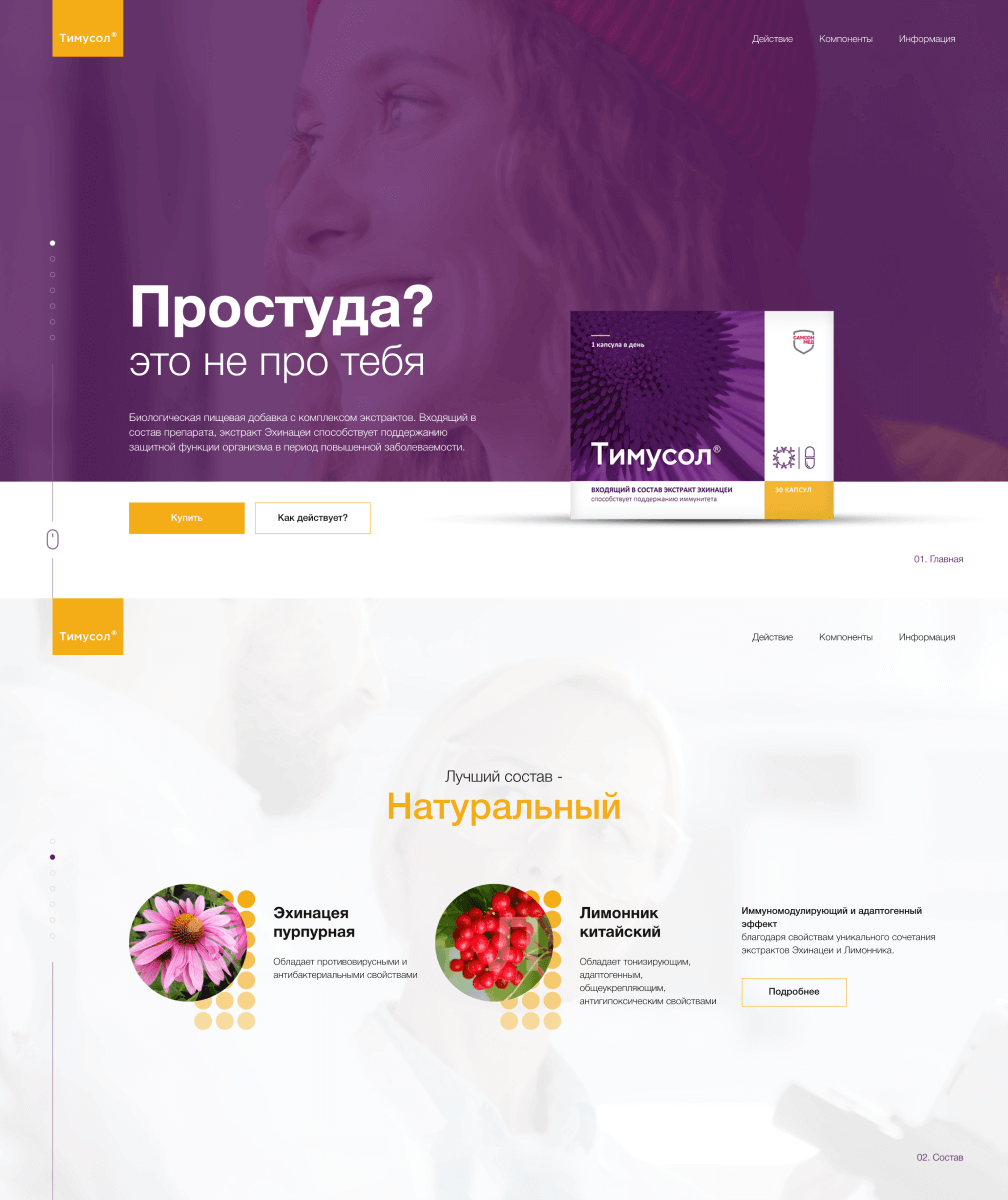 Тимусол®
Действие Компоненты Информация
Простуда?
это не про тебя
Биологическая пищевая добавка с комплексом экстрактов. Входящий в
состав препарата, экстракт Эхинацеи способствует поддержанию
защитной функции организма в период повышенной заболеваемости.
Купить
Как действует?
1 капсула в день
САМСОН
МЕД
Тимусол®
ВХОДЯЩИЙ В СОСТАВ ЭКСТРАКТ ЭХИНАЦЕИ
способствует поддержанию иммунитета
30 КАПСУЛ
01. Главная
Тимусол®
Действие Компоненты Информация
Лучший состав -
Натуральный
Эхинацея
пурпурная
Обладает противовирусными и
антибактериальными свойствами
Лимонник
китайский
Обладает тонизирующим,
адаптогенным,
общеукрепляющим,
антигипоксическим свойствами
Иммуномодулирующий и адаптогенный
эффект
благодаря свойствам уникального сочетания
экстрактов Эхинацеи и Лимонника.
Подробнее
02. Состав